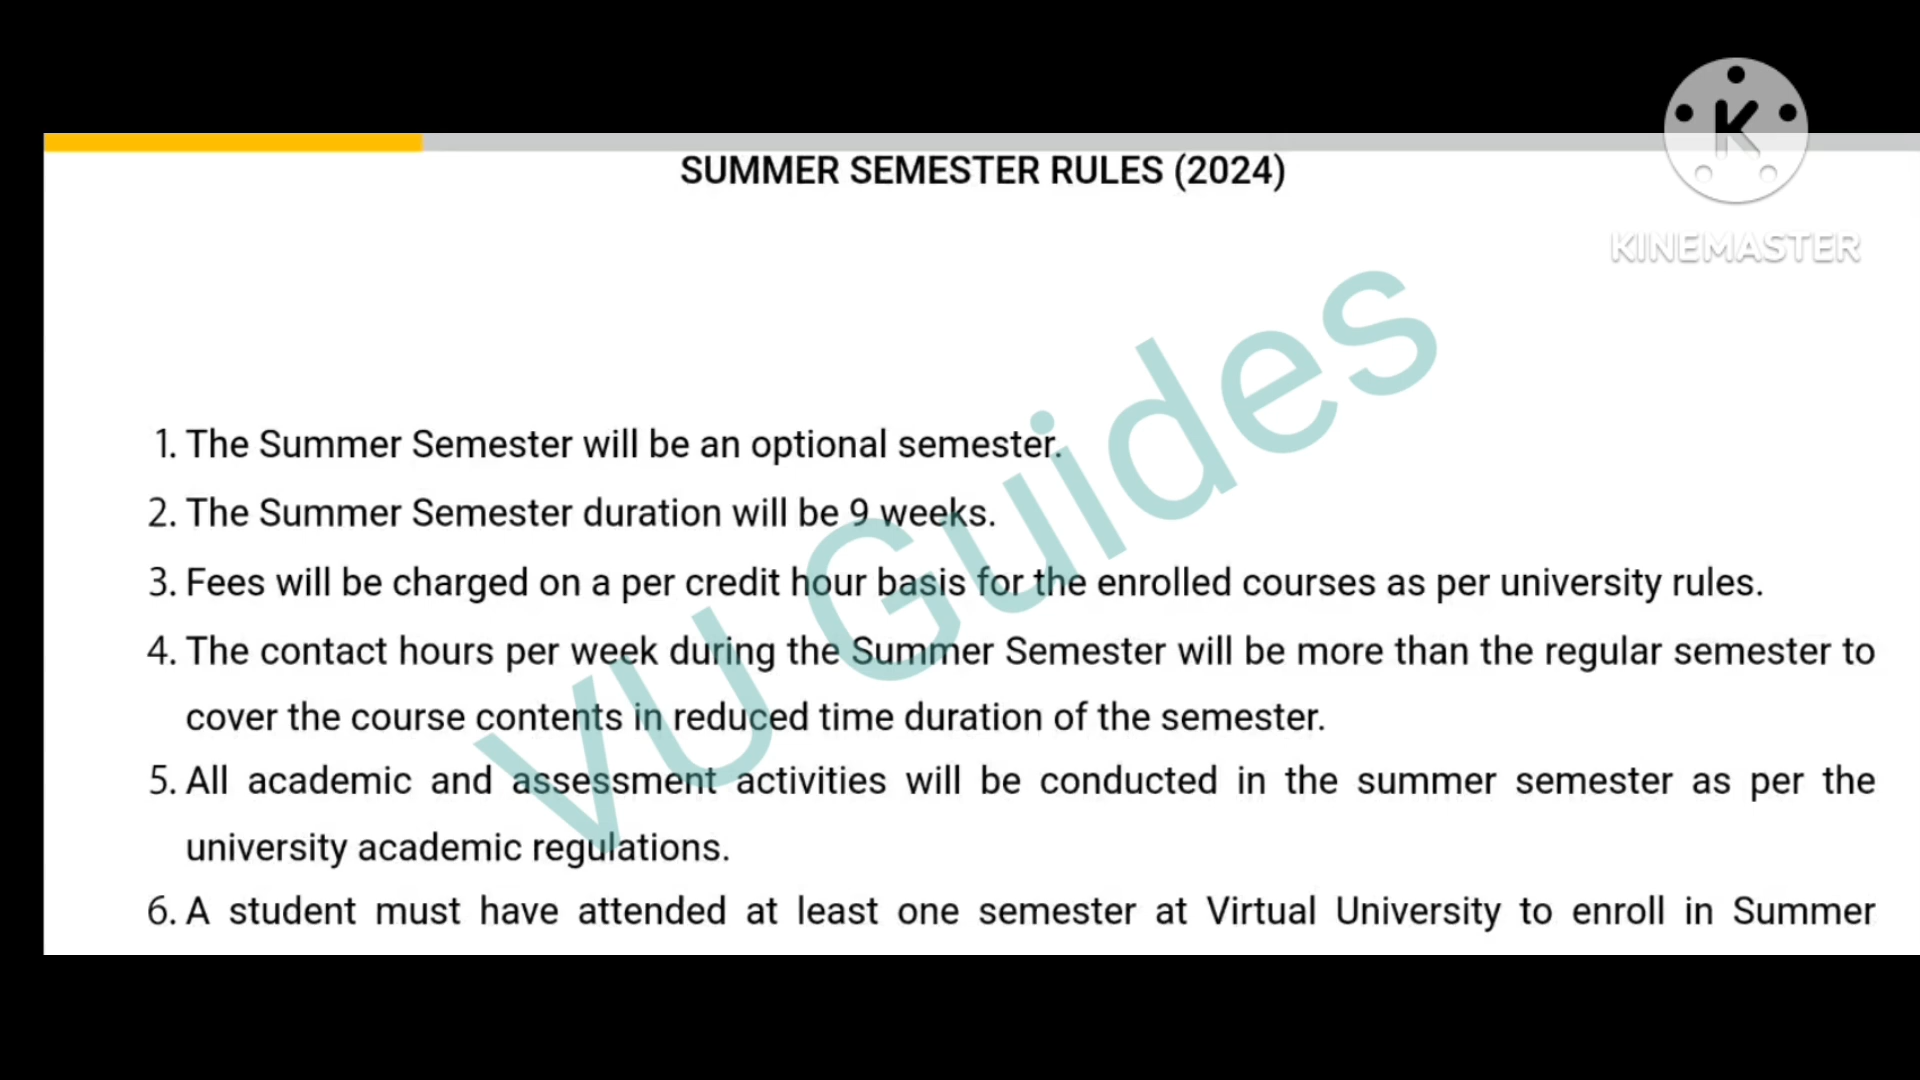 K
KINEMASTER
SUMMER SEMESTER RULES (2024)
1. The Summer Semester will be an optional semester.
2. The Summer Semester duration will be 9 weeks.
3. Fees will be charged on a per credit hour basis for the enrolled courses as per university rules.
4. The contact hours per week during the Summer Semester will be more than the regular semester to
cover the course contents in reduced time duration of the semester.
5. All academic and assessment activities will be conducted in the summer semester as per the
university academic regulations.
6. A student must have attended at least one semester at Virtual University to enroll in Summer
VU Guides